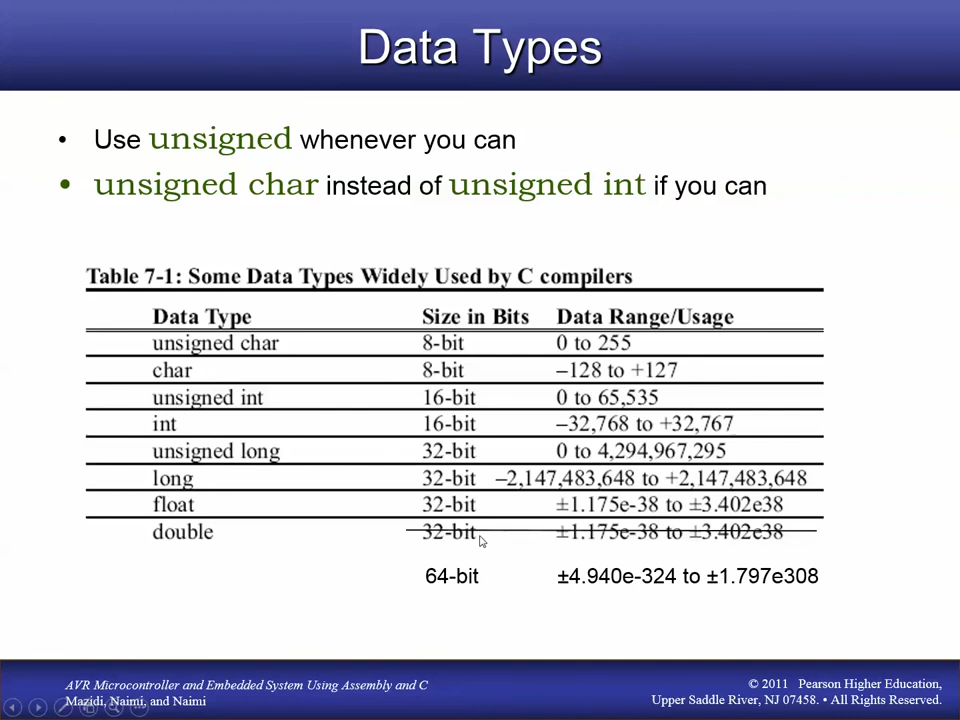 Data Types
• Use unsigned whenever you can
• unsigned char instead of unsigned int if you can
Table 7-1: Some Data Types Widely Used by C compilers
Data Type Size in Bits Data Range/Usage
unsigned char 8-bit 0 to 255
char 8-bit –128 to +127
unsigned int 16-bit 0 to 65,535
int 16-bit –32,768 to +32,767
unsigned long 32-bit 0 to 4,294,967,295
long 32-bit –2,147,483,648 to +2,147,483,648
float 32-bit ±1.175e-38 to ±3.402e38
double 32-bit ±1.175e-38 to ±3.402e38
64-bit ±4.940e-324 to ±1.797e308
AVR Microcontroller and Embedded System Using Assembly and C
Mazidi, Naimi, and Naimi
© 2011 Pearson Higher Education,
Upper Saddle River, NJ 07458. • All Rights Reserved.